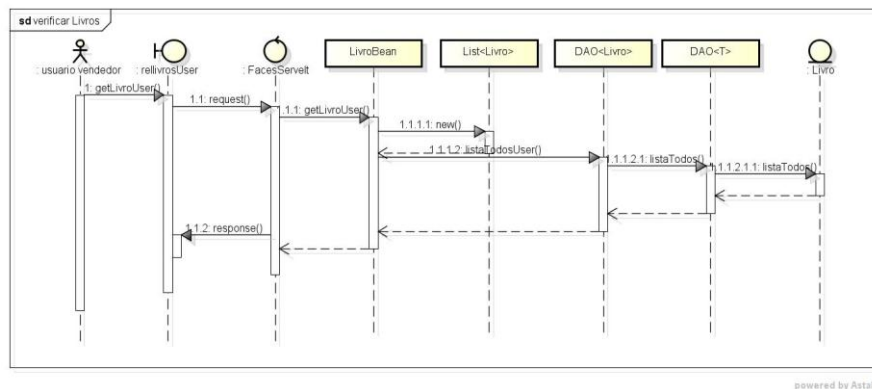 sd verificar Livros
LivroBean
List<Livro>
DAO<Livro>
DAO<T>
: usuario vendedor
: rellivrosUser
: FacesServelt
: Livro
1: getLivroUser()
1.1: request()
1.1.1: getLivroUser()
1.1.1.1: new()
1.1.1.2: listaTodosUser()
1.1.1.2.1: listaTodos()
1.1.2.1.1: listaTodos()
1.1.2: response()
powered by Astah